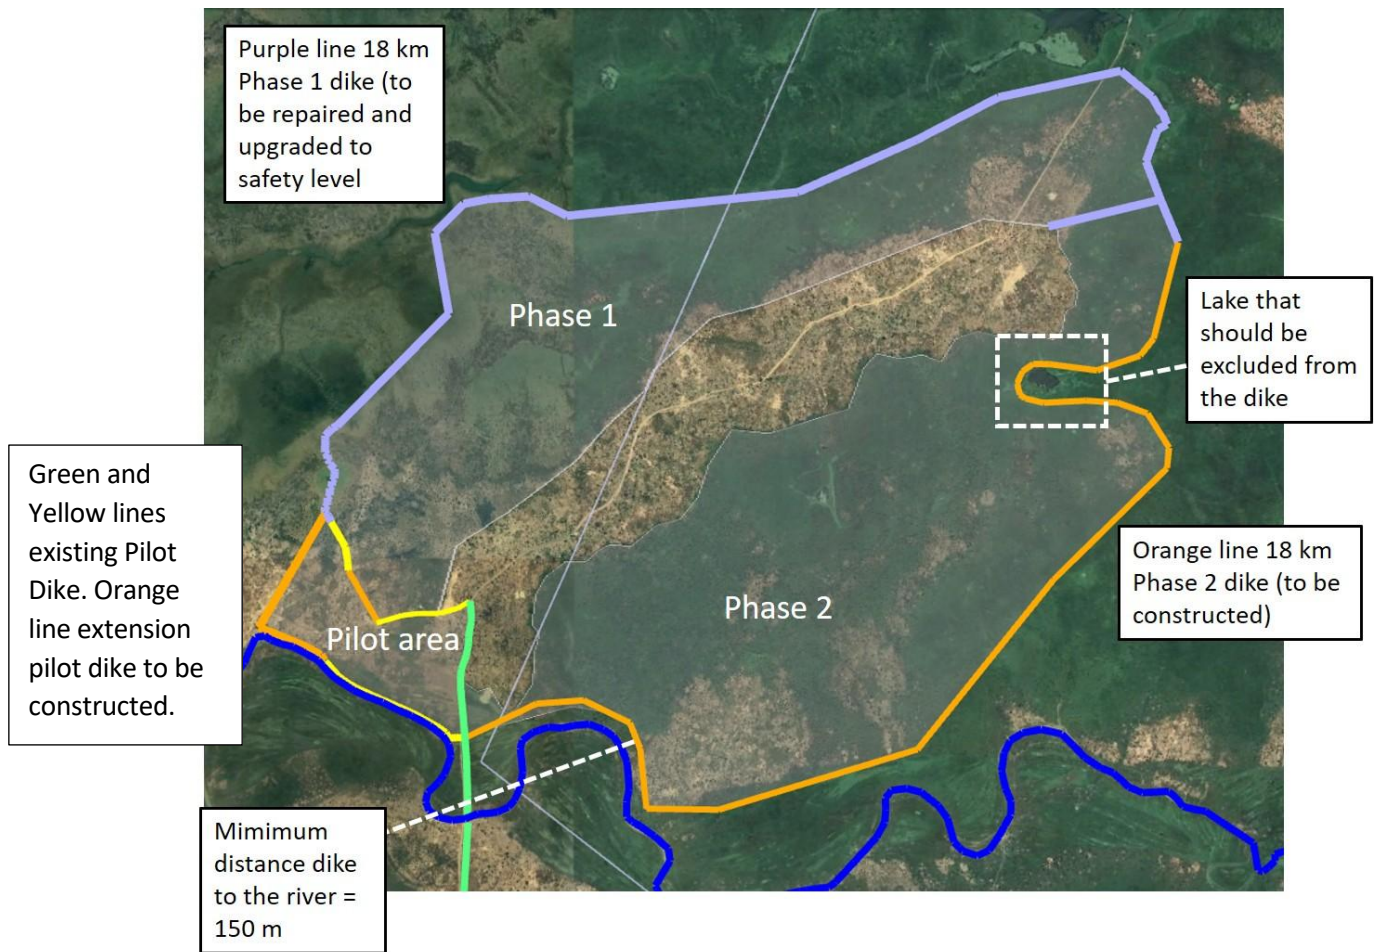 Purple line 18 km
Phase 1 dike (to
be repaired and
upgraded to
safety level
Phase 1
Lake that
should be
excluded from
the dike
Green and
Yellow lines
existing Pilot
Dike. Orange
line extension
pilot dike to be
constructed.
Orange line 18 km
Phase 2 dike (to be
constructed)
Phase 2
Pilot area
Mimimum
distance dike
to the river =
150 m